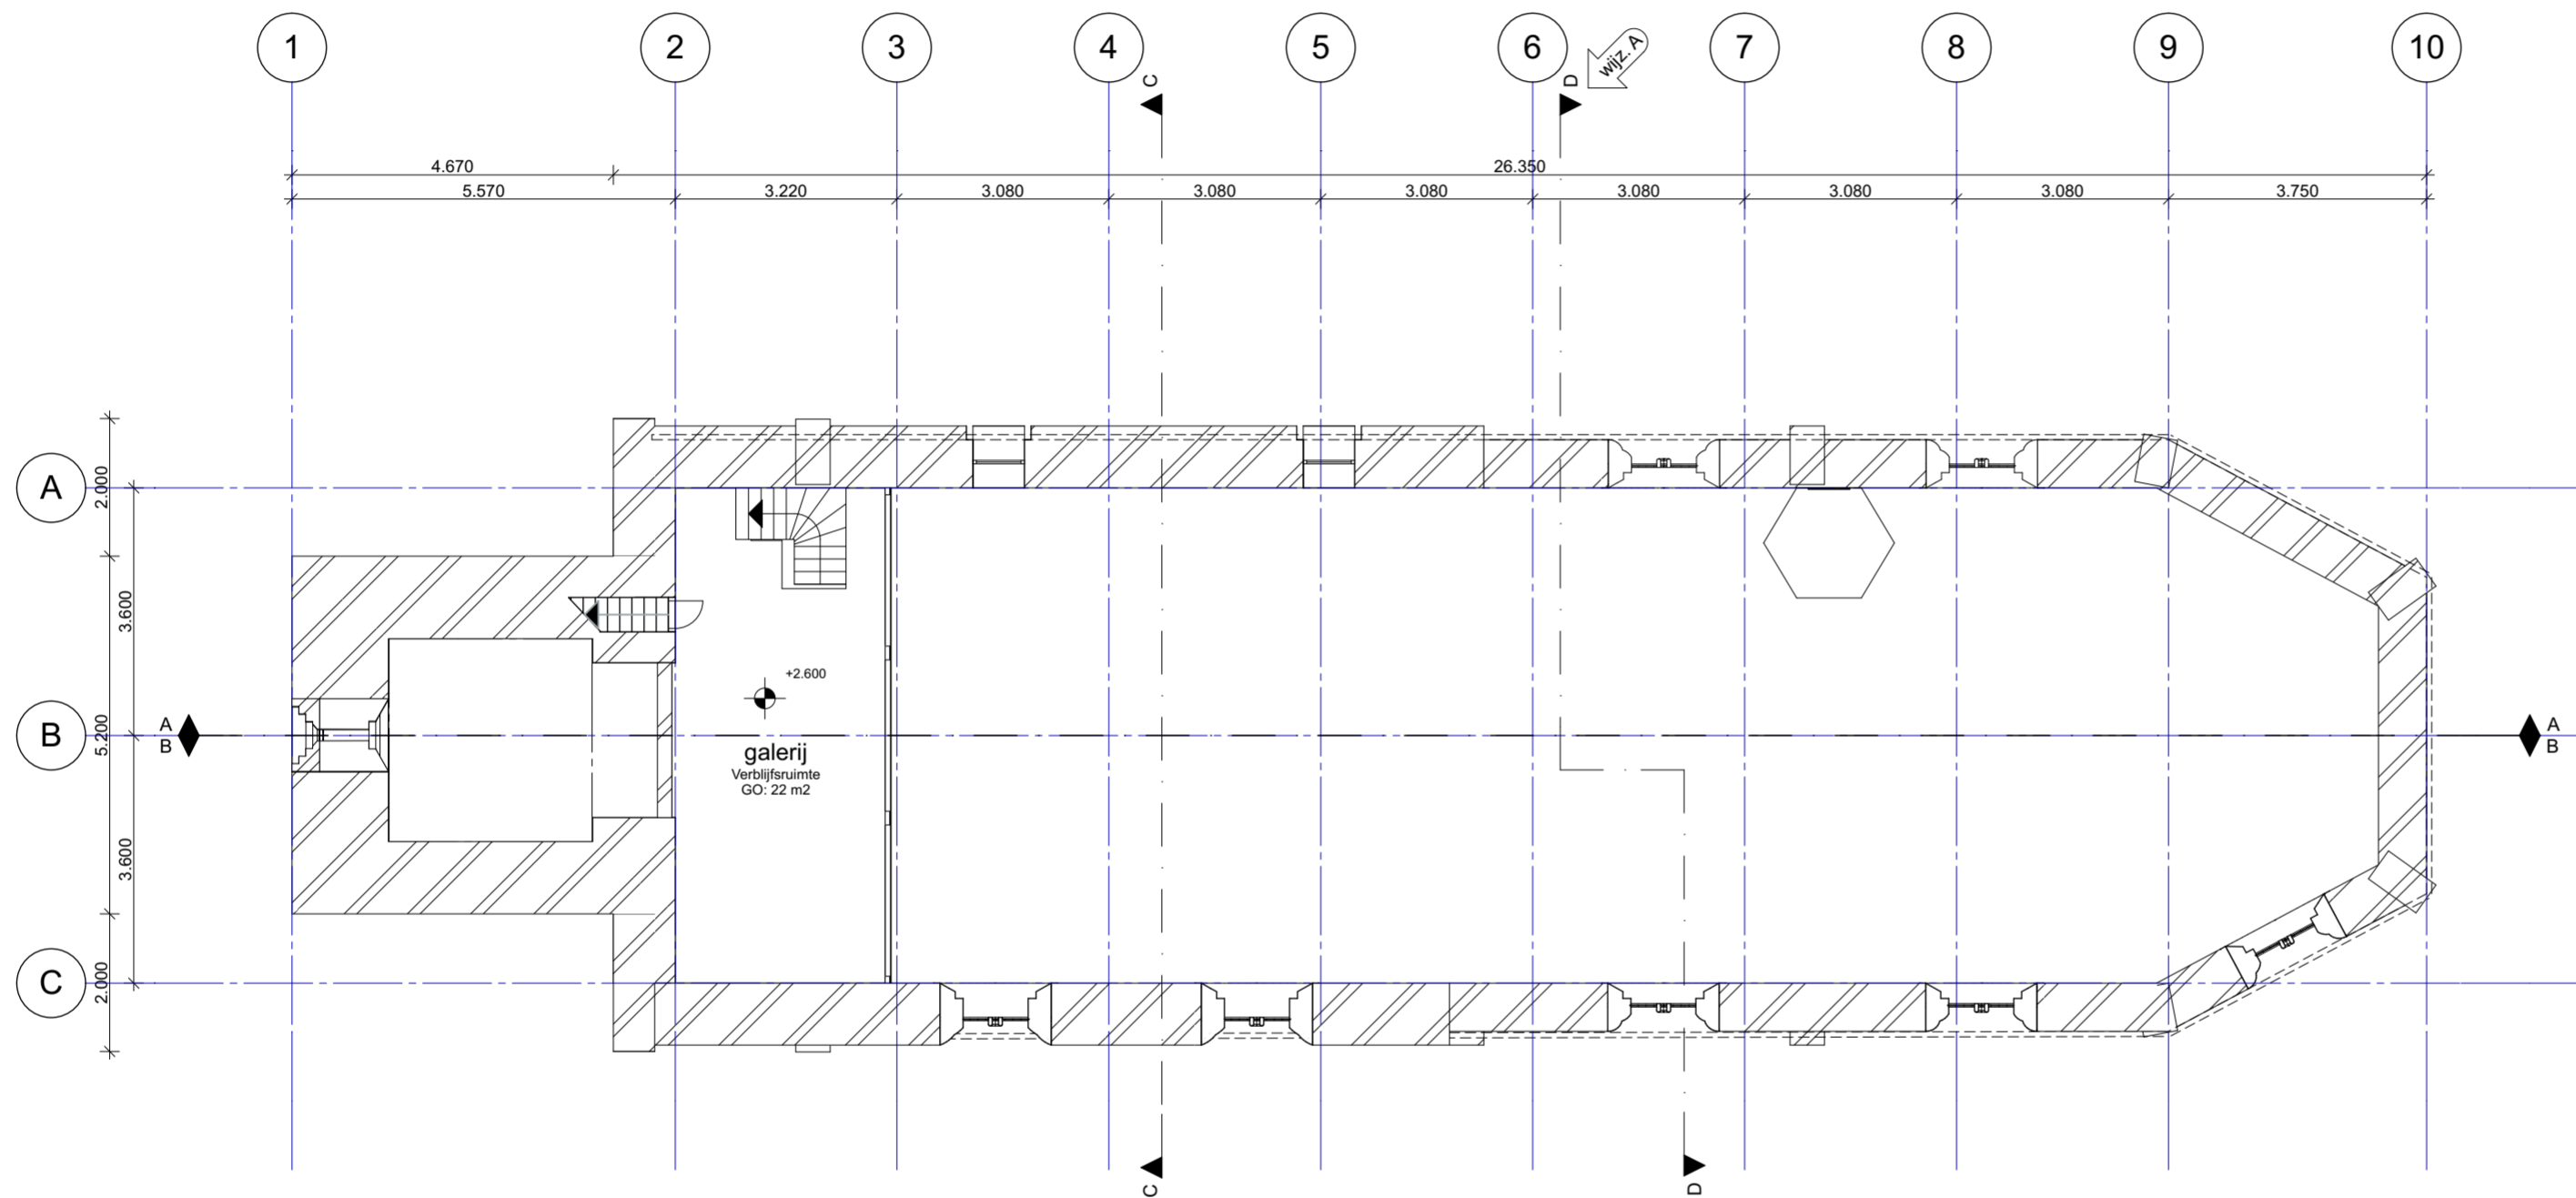 1 2 3 4 5 6 7 8 9 10
wijz. A
C D
4.670 26.350
5.570 3.220 3.080 3.080 3.080 3.080 3.080 3.080 3.750
A
2.000
3.600
+2.600
B
5.200
A
B
A
B
galerij
Verblijfsruimte
GO: 22 m2
3.600
C
2.000
C D